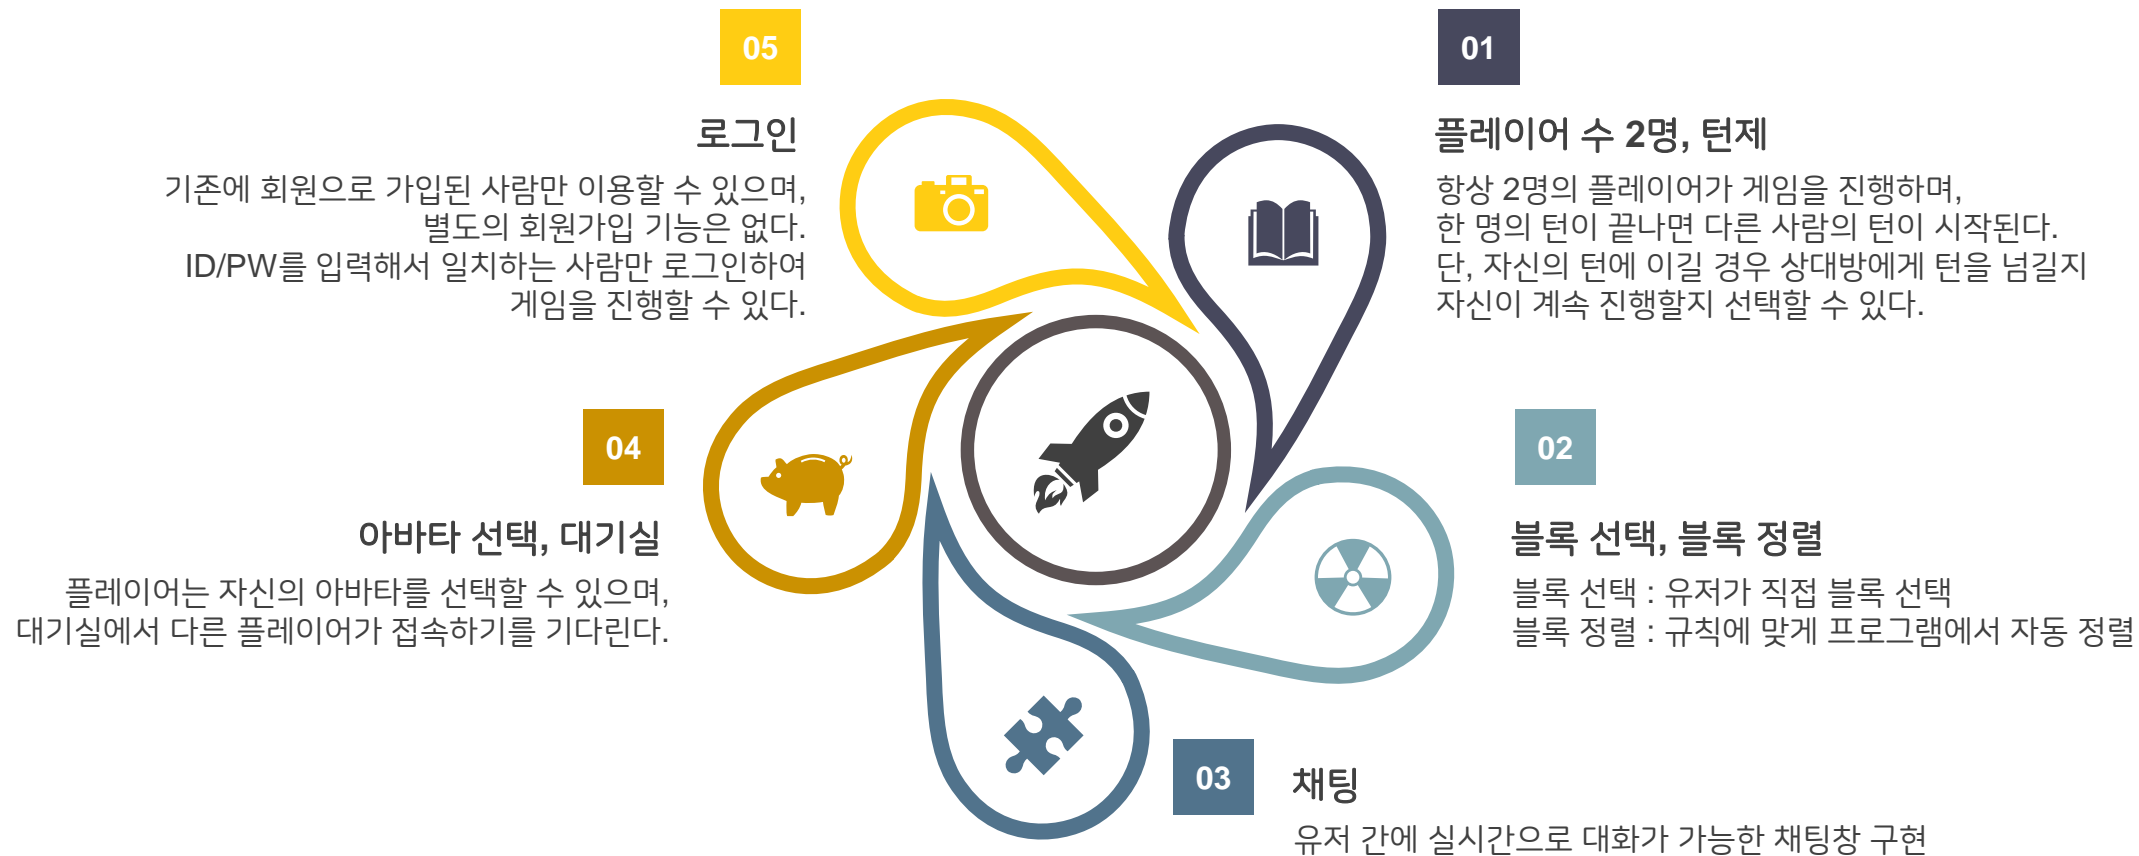 01
플레이어 수 2명, 턴제
항상 2명의 플레이어가 게임을 진행하며,
한 명의 턴이 끝나면 다른 사람의 턴이 시작된다.
단, 자신의 턴에 이길 경우 상대방에게 턴을 넘길지
자신이 계속 진행할지 선택할 수 있다.
02
블록 선택, 블록 정렬
블록 선택 : 유저가 직접 블록 선택
블록 정렬 : 규칙에 맞게 프로그램에서 자동 정렬
03
채팅
유저 간에 실시간으로 대화가 가능한 채팅창 구현
04
아바타 선택, 대기실
플레이어는 자신의 아바타를 선택할 수 있으며,
대기실에서 다른 플레이어가 접속하기를 기다린다.
05
로그인
기존에 회원으로 가입된 사람만 이용할 수 있으며,
별도의 회원가입 기능은 없다.
ID/PW를 입력해서 일치하는 사람만 로그인하여
게임을 진행할 수 있다.